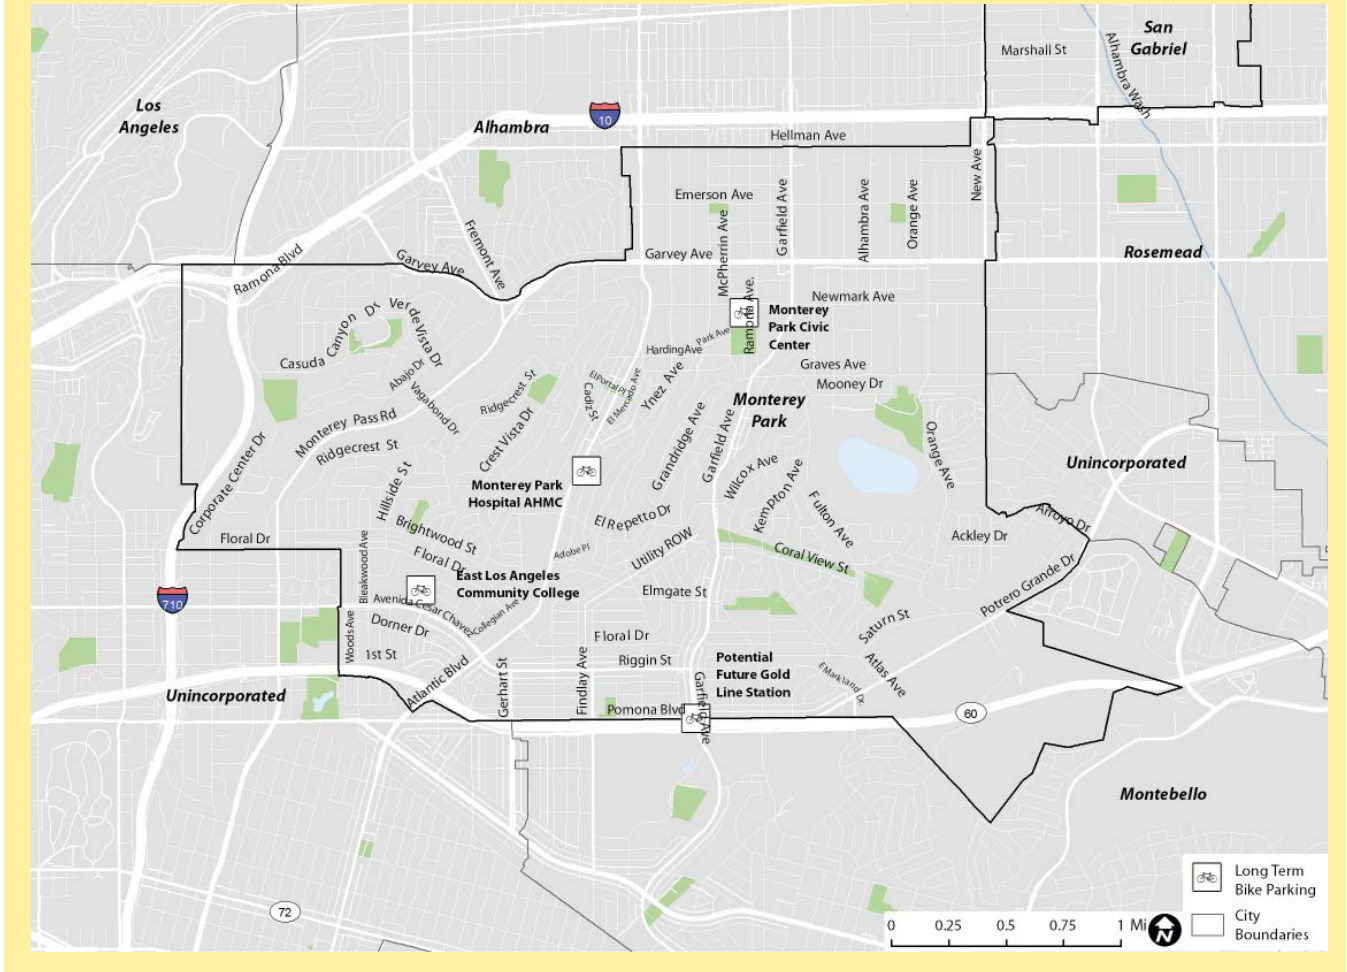 San
Gabriel
Marshall St
Alhambra Wash
Los
Angeles
Alhambra
10
Hellman Ave
New Ave
Emerson Ave
McPherrin Ave
Garfield Ave
Alhambra Ave
Orange Ave
Fremont Ave
Ramona Blvd
Garvey Ave
Garvey Ave
Rosemead
Ramona Ave.
Newmark Ave
Monterey
Park Civic
Center
Casuda Canyon Dr
Verde Vista Dr
Park Ave
Harding Ave
Graves Ave
Mooney Dr
Abajo Dr
Vagabond Dr
Ridgecrest St
El Portal Pl
El Mercado Ave
Cadiz St
Ynez Ave
Monterey
Park
Monterey Pass Rd
Ridgecrest St
Crest Vista Dr
Grandridge Ave
Garfield Ave
Orange Ave
Corporate Center Dr
Hillside St
Monterey Park
Hospital AHMC
Wilcox Ave
Kempton Ave
Fulton Ave
Unincorporated
El Repetto Dr
Arroyo Dr
Floral Dr
Brightwood St
Floral Dr
Adobe Pl
Utility ROW
Coral View St
Ackley Dr
Bleakwood Ave
East Los Angeles
Community College
Elmgate St
Potrero Grande Dr
710
Avenida Cesar Chavez
Collegian Ave
Woods Ave
Dorner Dr
Floral Dr
Saturn St
1st St
Riggin St
Potential
Future Gold
Line Station
E Markland Dr.
Atlas Ave
Unincorporated
Atlantic Blvd
Gerhart St
Findlay Ave
Pomona Blvd
Garfield Ave
60
Montebello
72
Long Term
Bike Parking
City
Boundaries
0 0.25 0.5 0.75 1 Mi
N